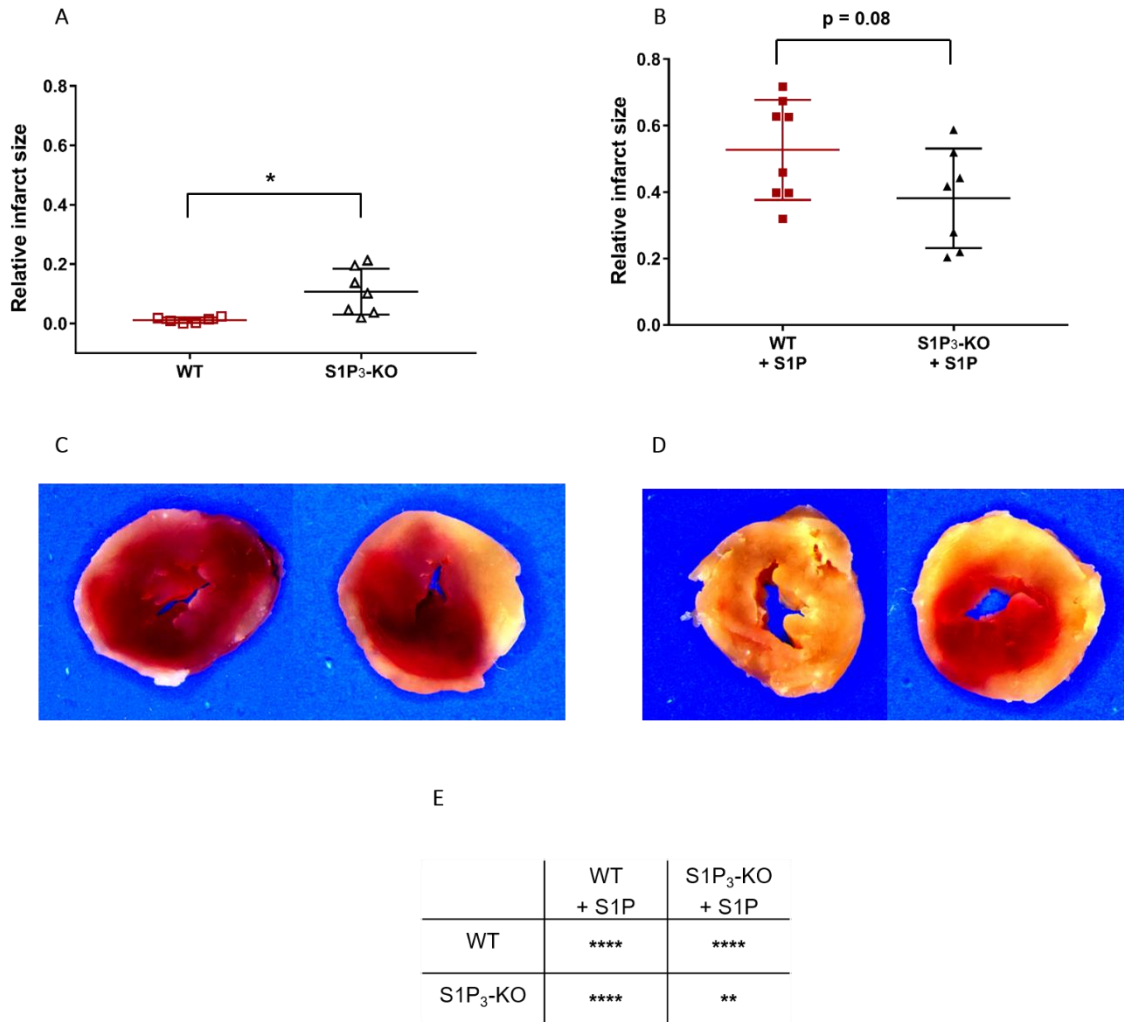 A
Relative infarct size
0.8
0.6
0.4
0.2
0.0
*
WT
S1P₃-KO
B
p = 0.08
Relative infarct size
0.8
0.6
0.4
0.2
0.0
WT
+ S1P
S1P₃-KO
+ S1P
C
D
E
WT
+ S1P
S1P₃-KO
+ S1P
WT
****
****
S1P₃-KO
****
**